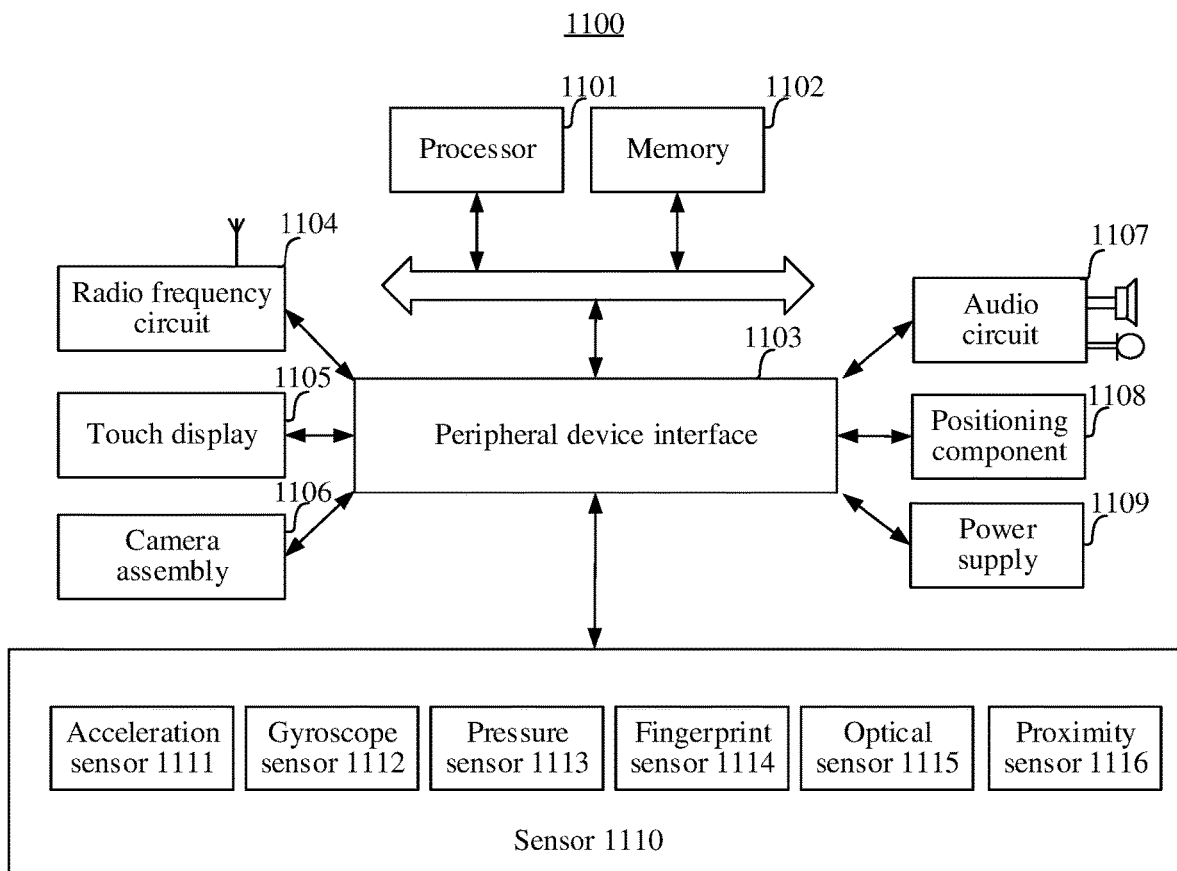 1100
1101
1102
Processor
Memory
1104
1107
Radio frequency
circuit
Audio
circuit
1103
1105
1108
Touch display
Peripheral device interface
Positioning
component
1106
1109
Camera
assembly
Power
supply
Acceleration
sensor 1111
Gyroscope
sensor 1112
Pressure
sensor 1113
Fingerprint
sensor 1114
Optical
sensor 1115
Proximity
sensor 1116
Sensor 1110